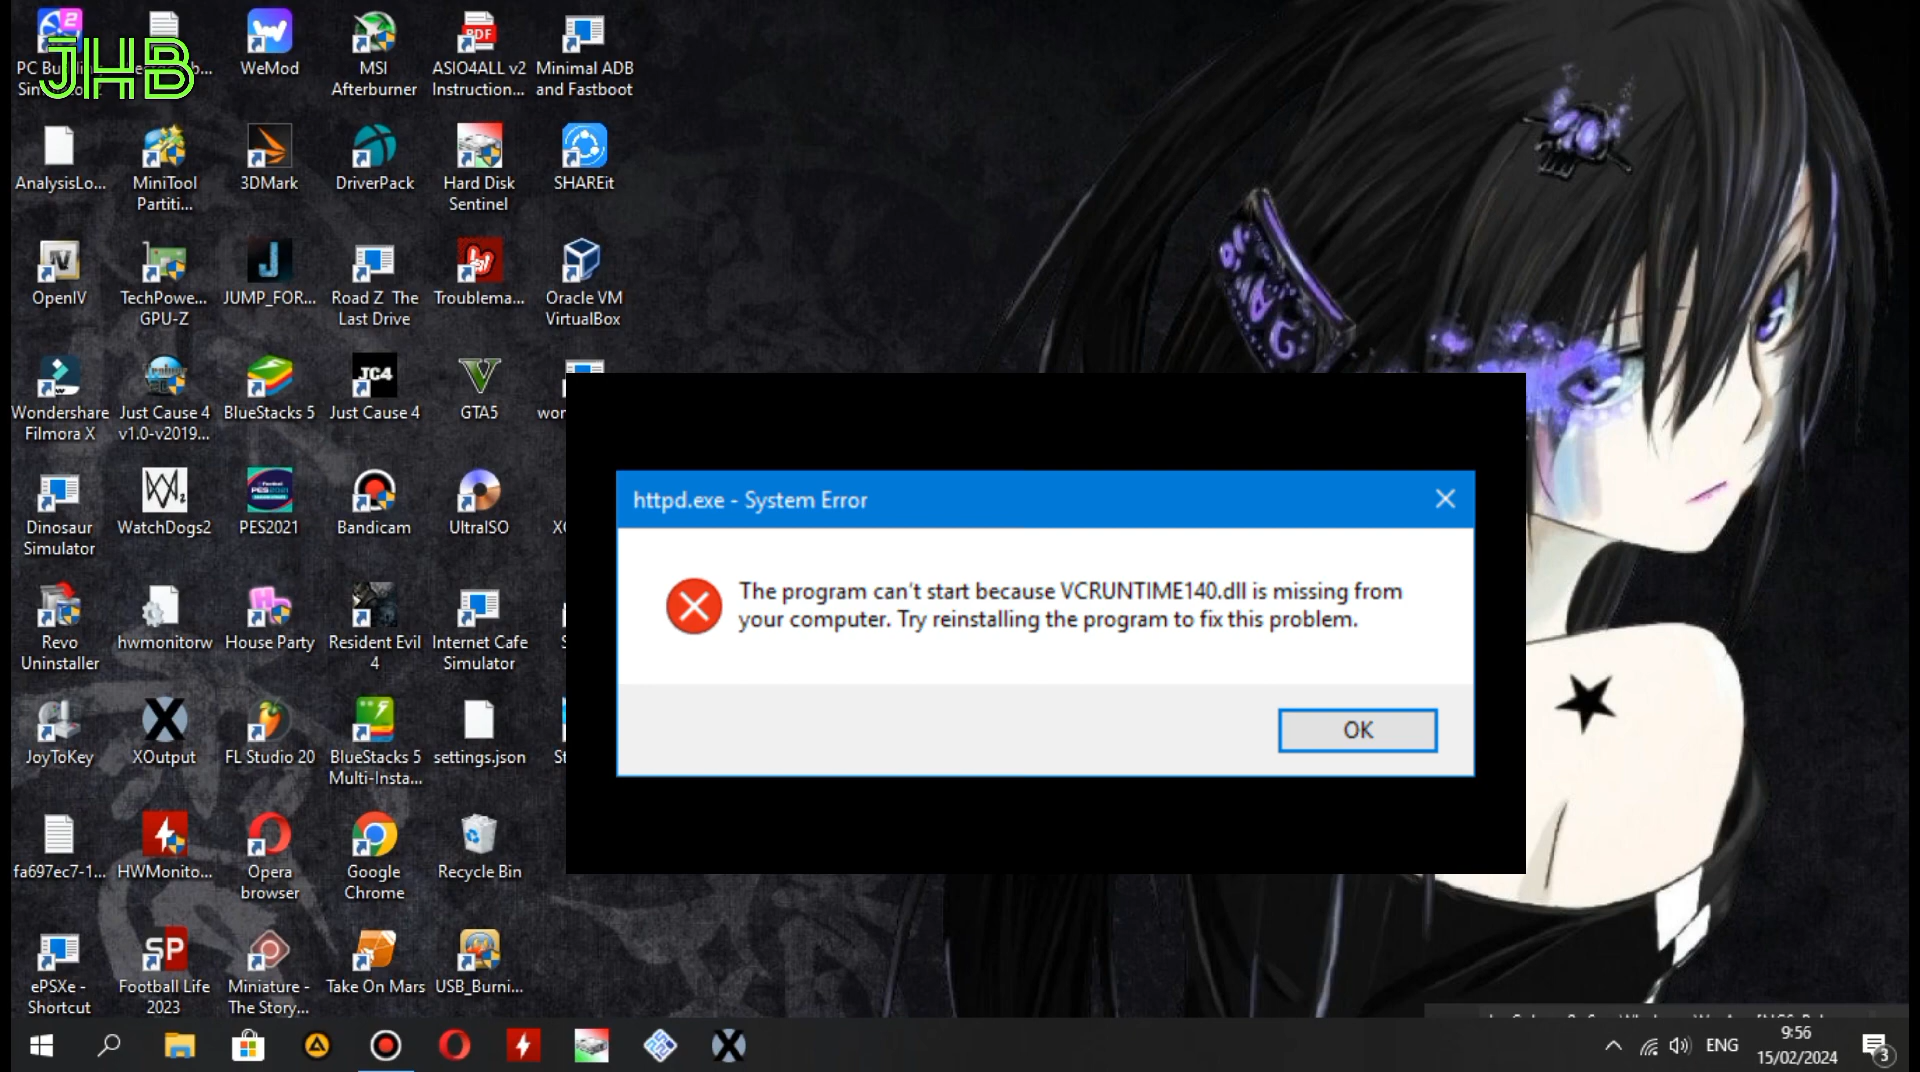 JHB
PC Buildin
Sim
WeMod
MSI
Afterburner
ASIO4ALL v2
Instruction...
Minimal ADB
and Fastboot
AnalysisLo...
MiniTool
Partiti...
3DMark
DriverPack
Hard Disk
Sentinel
SHAREit
OpenIV
TechPowe...
GPU-Z
JUMP_FOR...
Road Z The
Last Drive
Troublema...
Oracle VM
VirtualBox
Wondershare
Filmora X
Just Cause 4
v1.0-v2019...
BlueStacks 5
JC4
Just Cause 4
GTA5
Dinosaur
Simulator
WatchDogs2
PES2021
Bandicam
UltraISO
Revo
Uninstaller
hwmonitorw
House Party
Resident Evil
4
Internet Cafe
Simulator
JoyToKey
XOutput
FL Studio 20
BlueStacks 5
Multi-Insta...
settings.json
fa697ec7-1...
HWMonito...
Opera
browser
Google
Chrome
Recycle Bin
ePSXe -
Shortcut
SP
Football Life
2023
Miniature -
The Story...
Take On Mars
USB_Burni...
httpd.exe - System Error
The program can't start because VCRUNTIME140.dll is missing from
your computer. Try reinstalling the program to fix this problem.
OK
ENG
9:56
15/02/2024
3